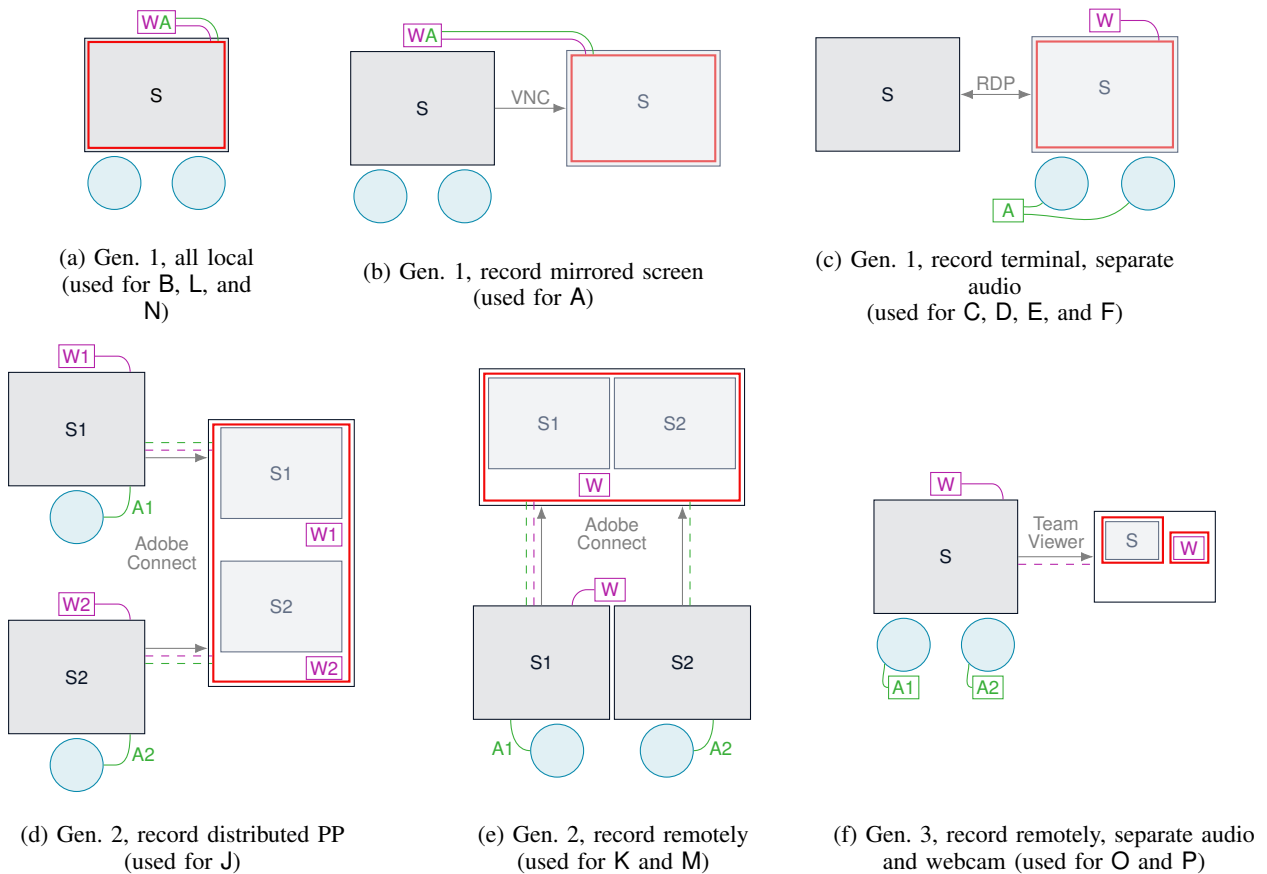 WA
S
(a) Gen. 1, all local
(used for B, L, and
N)
WA
S
VNC
S
(b) Gen. 1, record mirrored screen
(used for A)
W
S
RDP
S
A
(c) Gen. 1, record terminal, separate
audio
(used for C, D, E, and F)
W1
S1
A1
Adobe
Connect
S1
W1
S2
W2
W2
S2
A2
(d) Gen. 2, record distributed PP
(used for J)
S1
S2
W
Adobe
Connect
W
S1
S2
A1
A2
(e) Gen. 2, record remotely
(used for K and M)
W
S
Team
Viewer
S
W
A1
A2
(f) Gen. 3, record remotely, separate audio
and webcam (used for O and P)